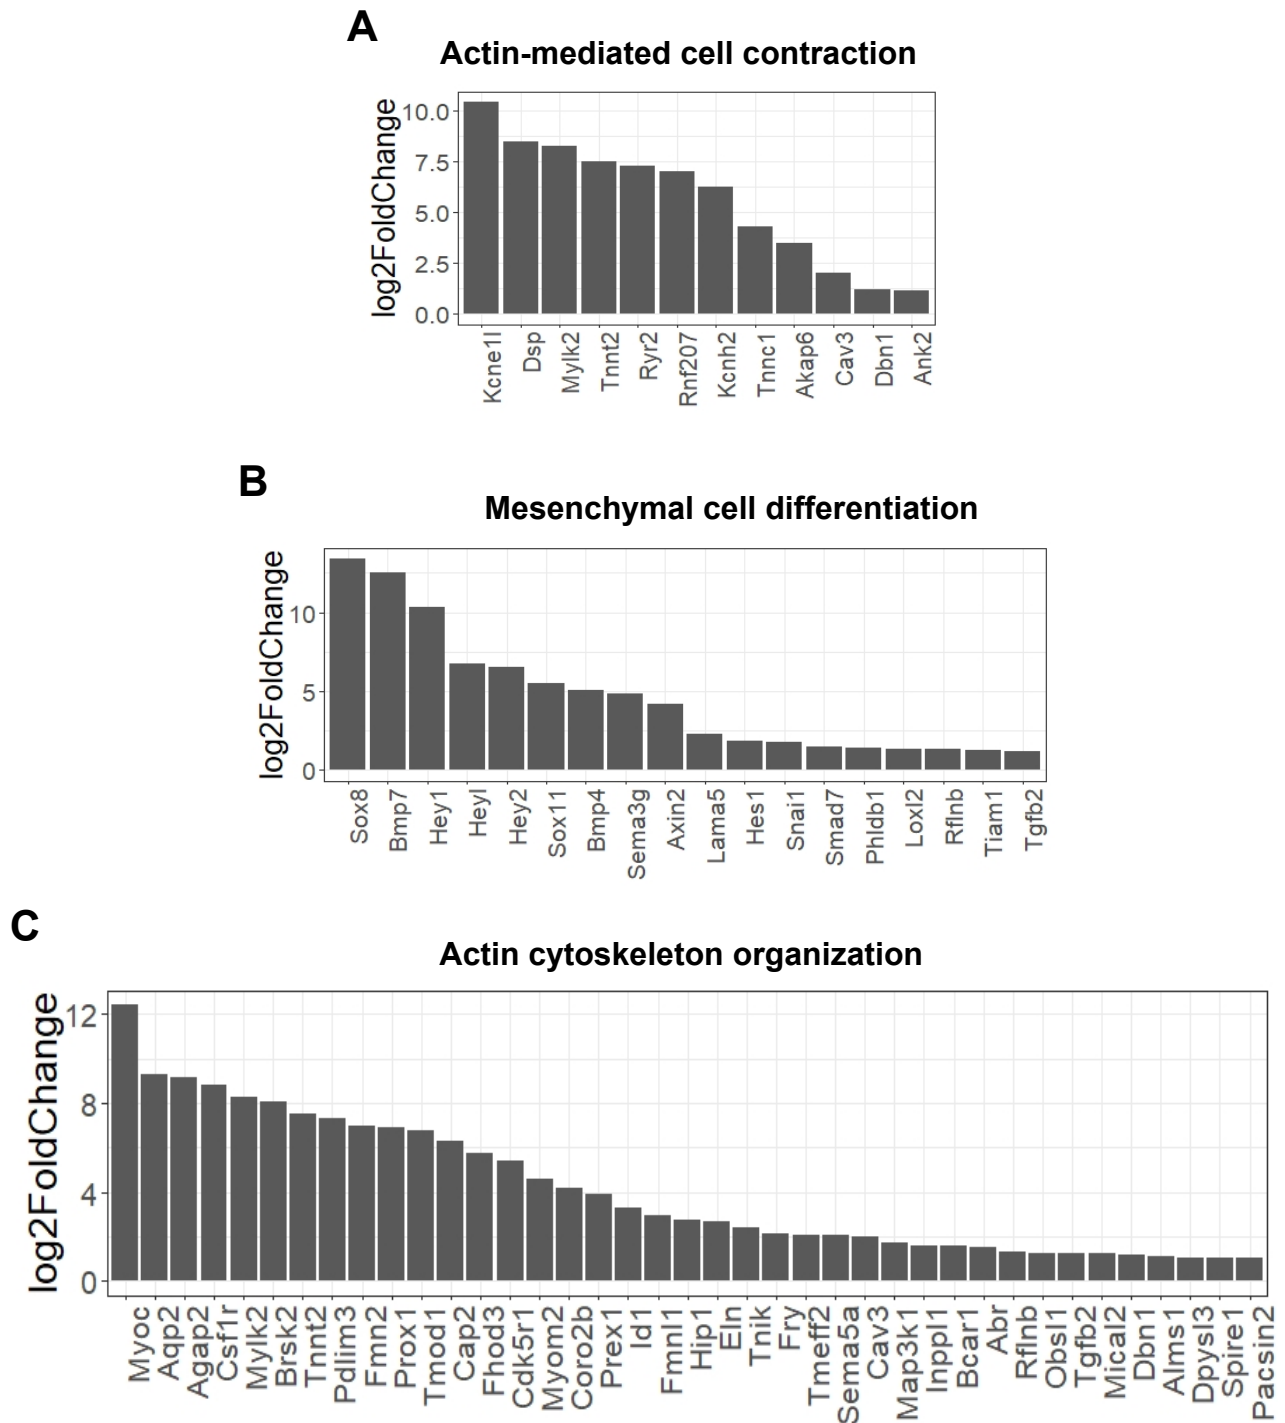 A
Actin-mediated cell contraction
log2FoldChange
10.0
7.5
5.0
2.5
0.0
Kcne1l
Dsp
Mylk2
Tnnt2
Ryr2
Rnf207
Kcnh2
Tnnc1
Akap6
Cav3
Dbn1
Ank2
B
Mesenchymal cell differentiation
log2FoldChange
10
5
0
Sox8
Bmp7
Hey1
Heyl
Hey2
Sox11
Bmp4
Sema3g
Axin2
Lama5
Hes1
Snai1
Smad7
Phldb1
Loxl2
Rflnb
Tiam1
Tgfb2
C
Actin cytoskeleton organization
log2FoldChange
12
8
4
0
Myoc
Aqp2
Agap2
Csf1r
Mylk2
Brsk2
Tnnt2
Pdlim3
Fmn2
Prox1
Tmod1
Cap2
Fhod3
Cdk5r1
Myom2
Coro2b
Prex1
Id1
Fmnl1
Hip1
Eln
Tnik
Fry
Tmeff2
Sema5a
Cav3
Map3k1
Inppl1
Bcar1
Abr
Rflnb
Obsl1
Tgfb2
Mical2
Dbn1
Alms1
Dpysl3
Spire1
Pacsin2